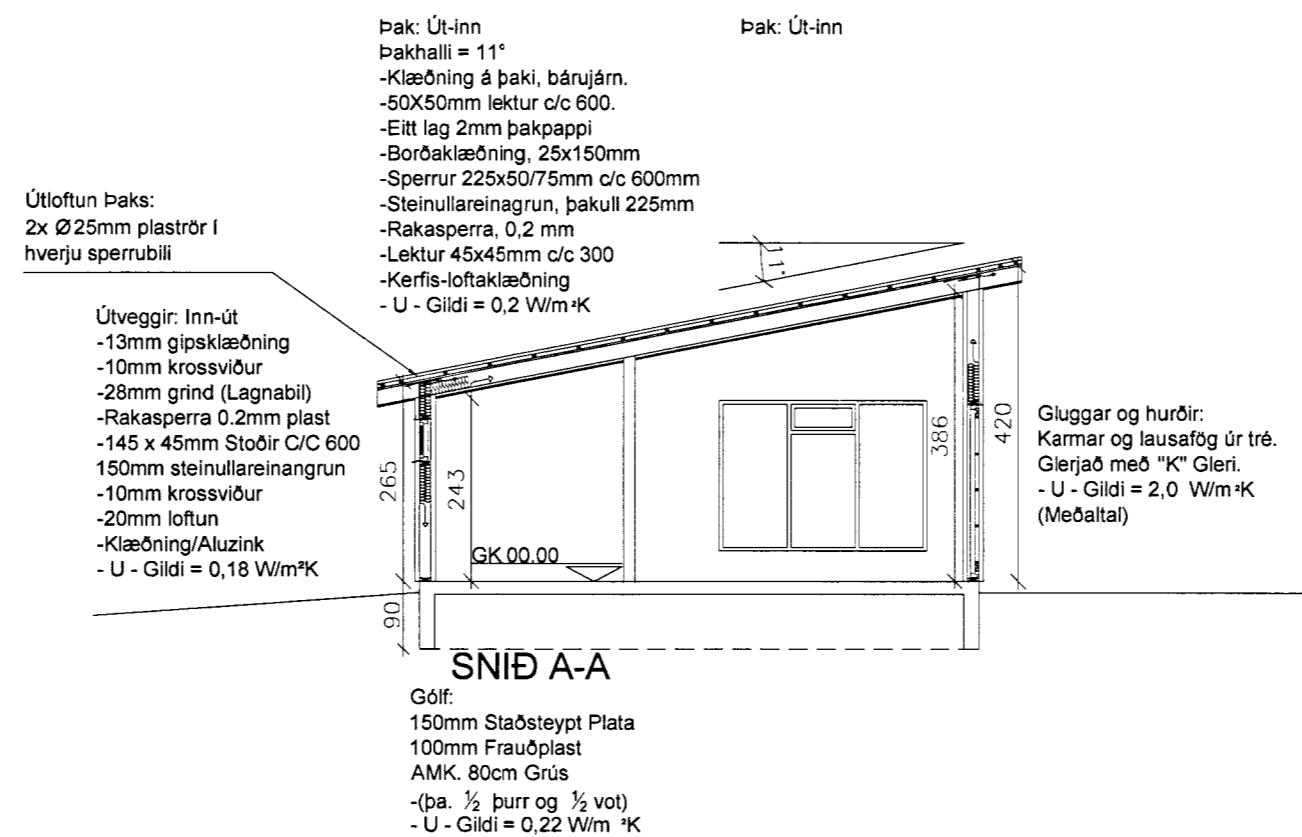 Þak: Út-inn
Þakhalli = 11°
-Klæðning á þaki, bárujárn.
-50X50mm lektur c/c 600.
-Eitt lag 2mm þakpappi
-Borðaklæðning, 25x150mm
-Sperrur 225x50/75mm c/c 600mm
-Steinullareinagrun, þakull 225mm
-Rakasperra, 0,2 mm
-Lektur 45x45mm c/c 300
-Kerfis-loftaklæðning
- U - Gildi = 0,2 W/m²K
Þak: Út-inn
Útloftun Þaks:
2x Ø25mm plaströr í
hverju sperrubili
Útveggir: Inn-út
-13mm gipsklæðning
-10mm krossviður
-28mm grind (Lagnabil)
-Rakasperra 0.2mm plast
-145 x 45mm Stoðir C/C 600
150mm steinullareinangrun
-10mm krossviður
-20mm loftun
-Klæðning/Aluzink
- U - Gildi = 0,18 W/m²K
11°
265
243
GK 00.00
386
420
90
Gluggar og hurðir:
Karmar og lausafög úr tré.
Glerjað með "K" Gleri.
- U - Gildi = 2,0 W/m²K
(Meðaltal)
SNIÐ A-A
Gólf:
150mm Staðsteypt Plata
100mm Frauðplast
AMK. 80cm Grús
-(þa. ½ þurr og ½ vot)
- U - Gildi = 0,22 W/m ²K